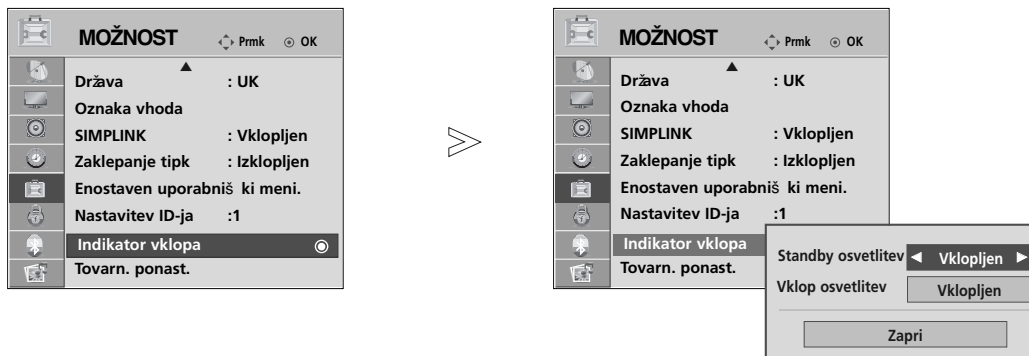 MOŽNOST Prmk OK
Država : UK
Oznaka vhoda
SIMPLINK : Vklopljen
Zaklepanje tipk : Izklopljen
Enostaven uporabniš ki meni.
Nastavitev ID-ja :1
Indikator vklopa
Tovarn. ponast.
MOŽNOST Prmk OK
Država : UK
Oznaka vhoda
SIMPLINK : Vklopljen
Zaklepanje tipk : Izklopljen
Enostaven uporabniš ki meni.
Nastavitev ID-ja :1
Indikator vklopa
Tovarn. ponast.
Standby osvetlitev ◄ Vklopljen ►
Vklop osvetlitev Vklopljen
Zapri